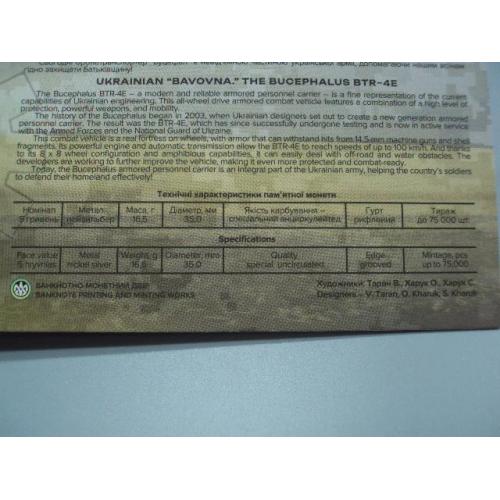 гідно захищати Батьківщину!
UKRAINIAN “BAVOVNA.” THE BUCEPHALUS BTR-4E
The Bucephalus BTR-4E – a modern and reliable armored personnel carrier – is a fine representation of the current
capabilities of Ukrainian engineering. This all-wheel drive armored combat vehicle features a combination of a high level of
protection, powerful weapons, and mobility.
The history of the Bucephalus began in 2003, when Ukrainian designers set out to create a new generation armored
personnel carrier. The result was the BTR-4E, which has since successfully undergone testing and is now in active service
with the Armed Forces and the National Guard of Ukraine.
This combat vehicle is a real fortress on wheels, with armor that can withstand hits from 14.5-mm machine guns and shell
fragments. Its powerful engine and automatic transmission allow the BTR-4E to reach speeds of up to 100 km/h. And thanks
to its 8 × 8 wheel configuration and amphibious capabilities, it can easily deal with off-road and water obstacles. The
developers are working to further improve the vehicle, making it even more protected and combat-ready.
Today, the Bucephalus armored personnel carrier is an integral part of the Ukrainian army, helping the country’s soldiers
to defend their homeland effectively!
Технічні характеристики пам’ятної монети
Номінал Метал Маса, г Діаметр, мм Якість карбування – Гурт Тираж
5 гривень нейзильбер 16,5 35,0 спеціальний анциркулейтед рифлений до 75 000 шт.
Specifications
Face value Metal Weight, g Diameter, mm Quality Edge Mintage, pcs
5 hryvnias nickel silver 16.5 35.0 special uncirculated grooved up to 75,000
БАНКНОТНО-МОНЕТНИЙ ДВІР
BANKNOTE PRINTING AND MINTING WORKS
Художники: Таран В., Харук О., Харук С.
Designers – V. Taran, O. Kharuk, S. Kharuk